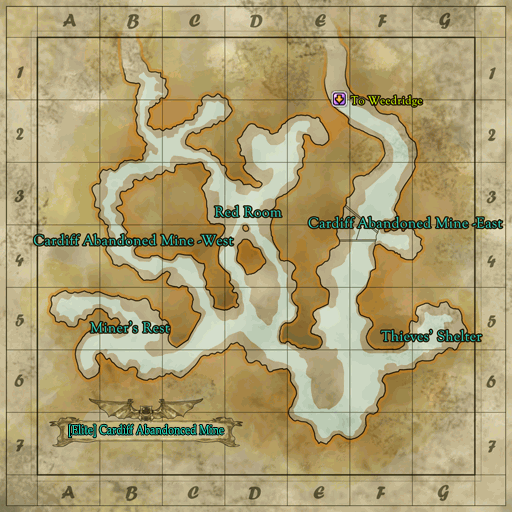 A B C D E F G
1 1
To Weedridge
2 2
3 3
Red Room
Cardiff Abandoned Mine -East
Cardiff Abandoned Mine -West
4 4
5 5
Miner's Rest
Thieves' Shelter
6 6
[Elite] Cardiff Abandonced Mine
7 7
A B C D E F G